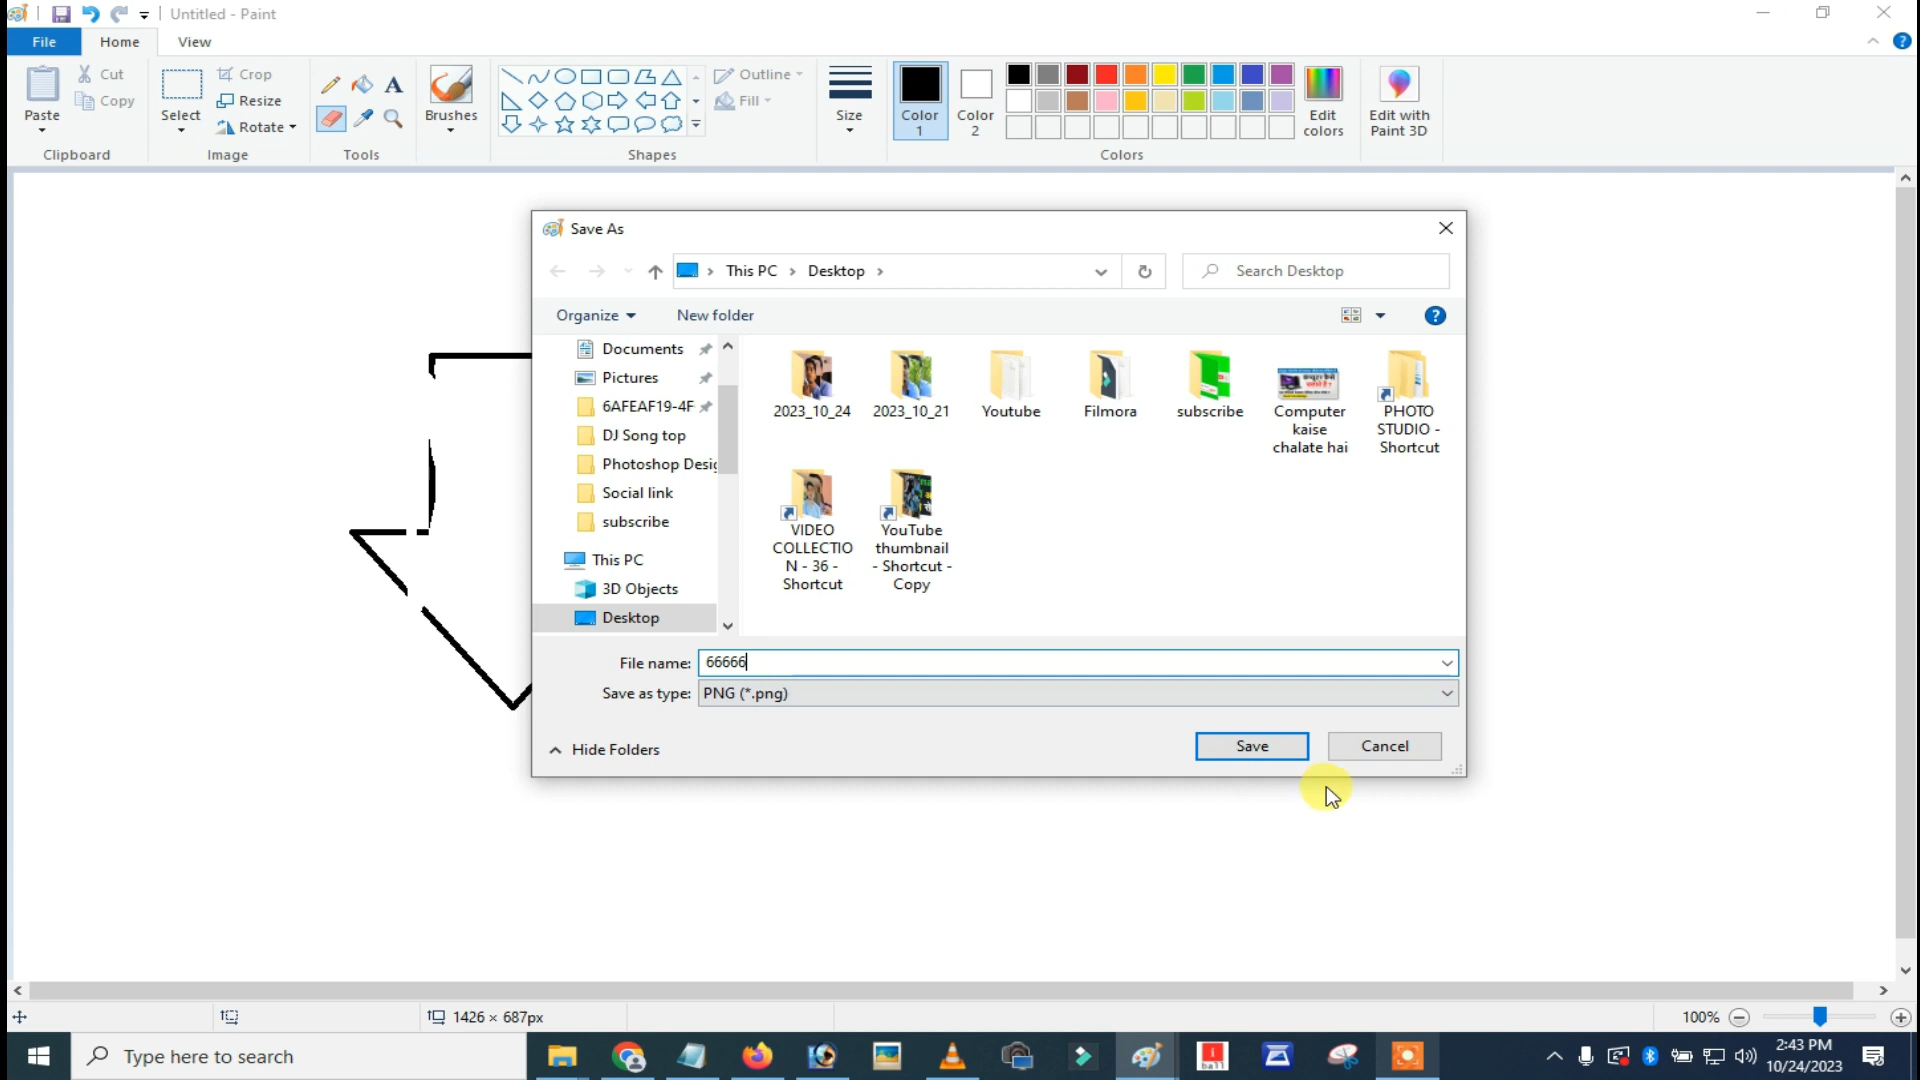 Untitled - Paint
File
Home
View
Paste
Cut
Copy
Clipboard
Select
Crop
Resize
Rotate
Image
Tools
Brushes
Shapes
Outline
Fill
Size
Color
1
Color
2
Edit
colors
Colors
Edit with
Paint 3D
Save As
This PC
Desktop
Search Desktop
Organize
New folder
Documents
Pictures
6AFEAF19-4F
DJ Song top
Photoshop Desig
Social link
subscribe
This PC
3D Objects
Desktop
2023_10_24
2023_10_21
Youtube
Filmora
subscribe
Computer
kaise
chalate hai
PHOTO
STUDIO -
Shortcut
VIDEO
COLLECTIO
N - 36 -
Shortcut
YouTube
thumbnail
- Shortcut -
Copy
File name: 66666
Save as type: PNG (*.png)
Hide Folders
Save
Cancel
1426 × 687px
100%
Type here to search
2:43 PM
10/24/2023